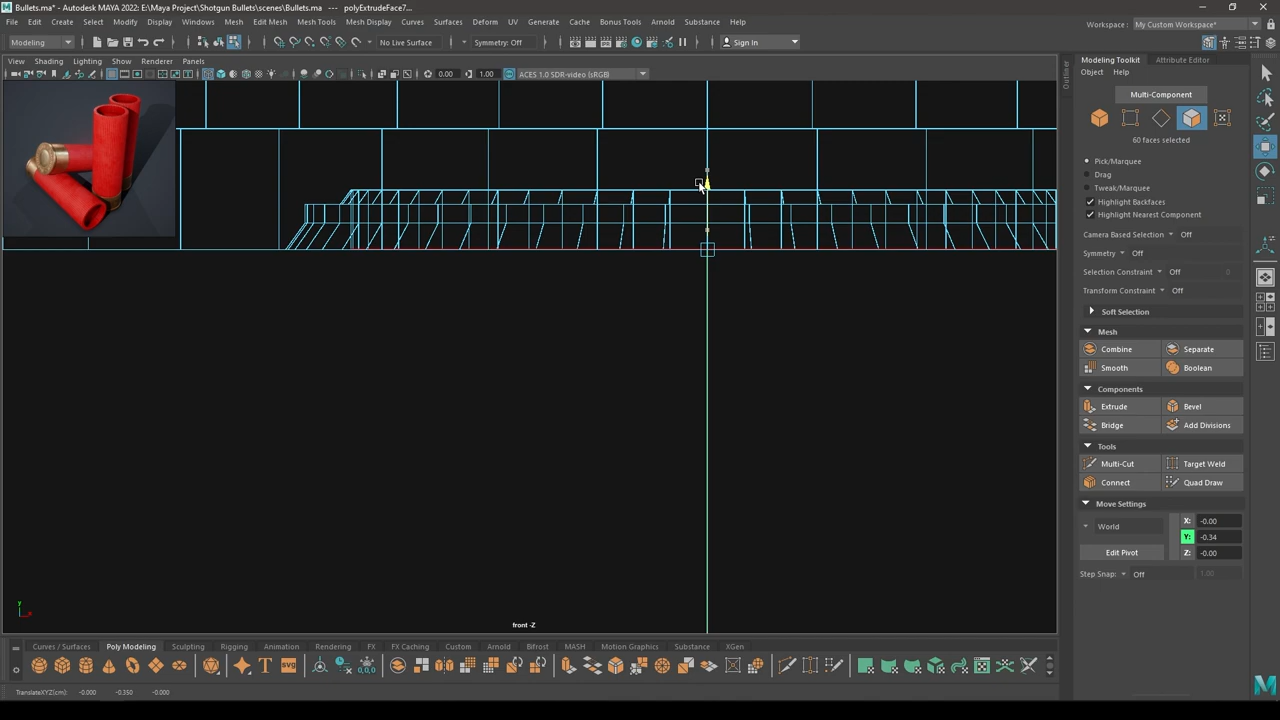 Bullets.ma* - Autodesk MAYA 2022: E:\Maya Project\Shotgun Bullets\scenes\Bullets.ma --- polyExtrudeFace7...
File Edit Create Select Modify Display Windows Mesh Edit Mesh Mesh Tools Mesh Display Curves Surfaces Deform UV Generate Cache Bonus Tools Arnold Substance Help
Workspace : My Custom Workspace*
Modeling No Live Surface Symmetry: Off Sign In
View Shading Lighting Show Renderer Panels
0.00 1.00 ACES 1.0 SDR-video (sRGB)
Outliner
Modeling Toolkit Attribute Editor
Object Help
Multi-Component
60 faces selected
Pick/Marquee
Drag
Tweak/Marquee
Highlight Backfaces
Highlight Nearest Component
Camera Based Selection Off
Symmetry Off
Selection Constraint Off
Transform Constraint Off
Soft Selection
Mesh
Combine Separate
Smooth Boolean
Components
Extrude Bevel
Bridge Add Divisions
Tools
Multi-Cut Target Weld
Connect Quad Draw
Move Settings
World X: -0.00
Y: -0.34
Edit Pivot Z: -0.00
Step Snap: Off 1.00
front -Z
Curves / Surfaces Poly Modeling Sculpting Rigging Animation Rendering FX FX Caching Custom Arnold Bifrost MASH Motion Graphics Substance XGen
TranslateXYZ(cm): -0.000 -0.350 -0.000